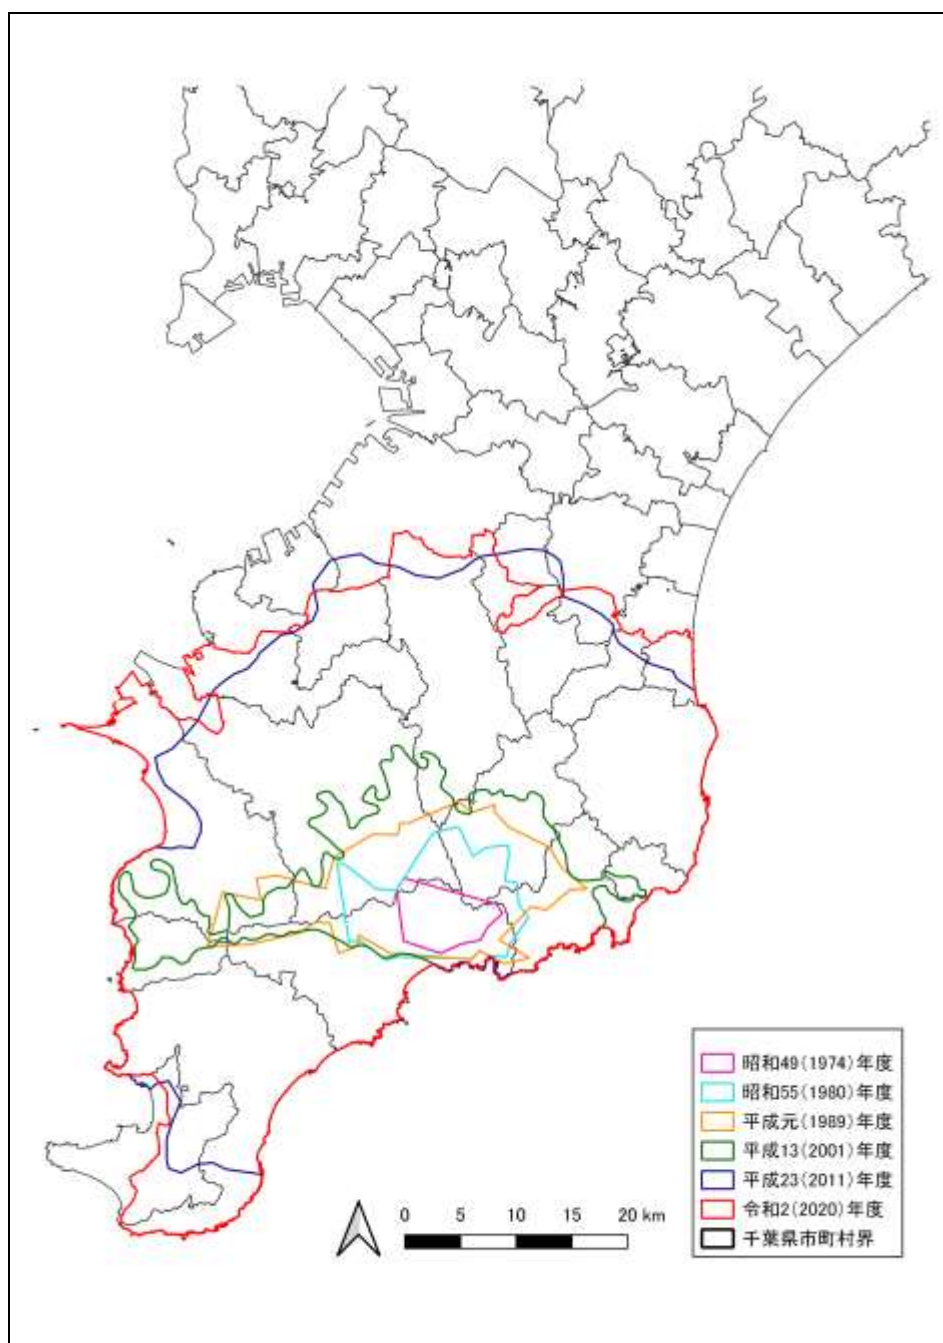 昭和49(1974)年度
昭和55(1980)年度
平成元(1989)年度
平成13(2001)年度
平成23(2011)年度
令和2(2020)年度
千葉県市町村界
0 5 10 15 20 km